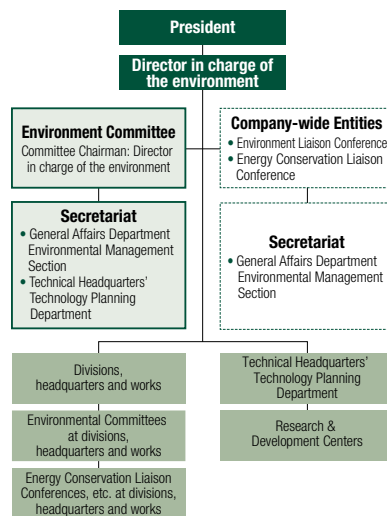 President
Director in charge of
the environment
Environment Committee
Committee Chairman: Director
in charge of the environment
Company-wide Entities
• Environment Liaison Conference
• Energy Conservation Liaison
Conference
Secretariat
• General Affairs Department
Environmental Management
Section
• Technical Headquarters'
Technology Planning
Department
Secretariat
• General Affairs Department
Environmental Management
Section
Divisions,
headquarters and works
Technical Headquarters'
Technology Planning
Department
Environmental Committees
at divisions,
headquarters and works
Research &
Development Centers
Energy Conservation Liaison
Conferences, etc. at divisions,
headquarters and works